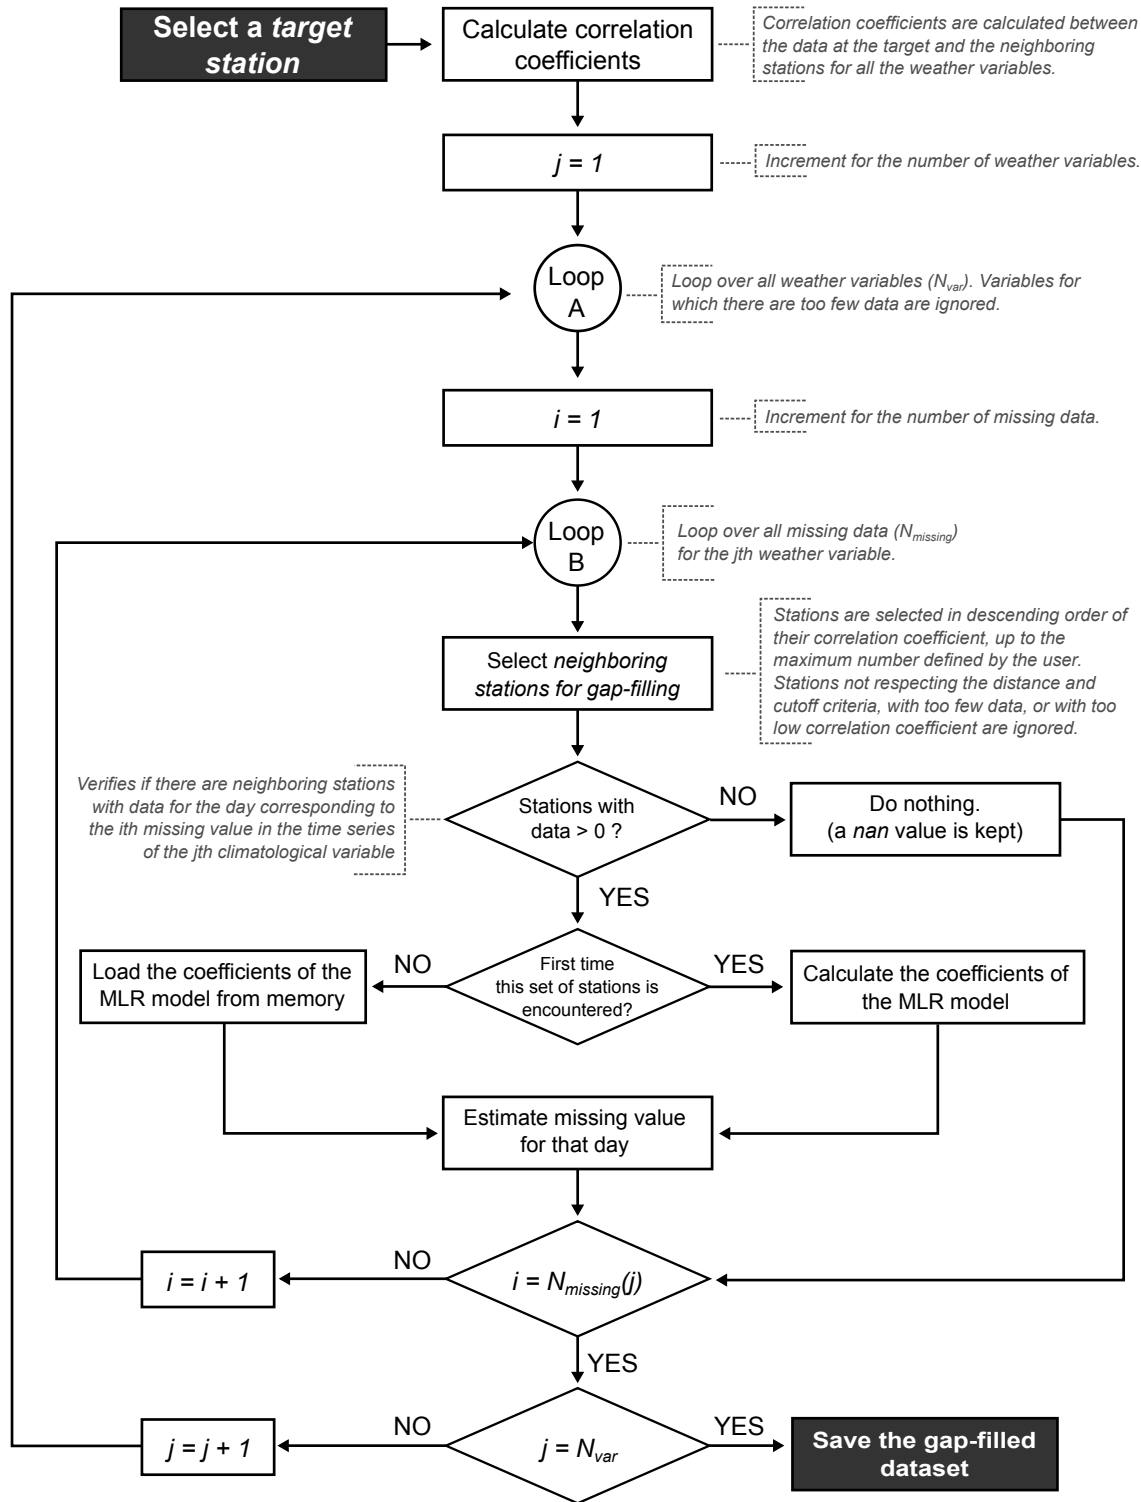 Select a target
station
Calculate correlation
coefficients
Correlation coefficients are calculated between
the data at the target and the neighboring
stations for all the weather variables.
j = 1
Increment for the number of weather variables.
Loop
A
Loop over all weather variables (Nvar). Variables for
which there are too few data are ignored.
i = 1
Increment for the number of missing data.
Loop
B
Loop over all missing data (Nmissing)
for the jth weather variable.
Select neighboring
stations for gap-filling
Stations are selected in descending order of
their correlation coefficient, up to the
maximum number defined by the user.
Stations not respecting the distance and
cutoff criteria, with too few data, or with too
low correlation coefficient are ignored.
Verifies if there are neighboring stations
with data for the day corresponding to
the ith missing value in the time series
of the jth climatological variable
Stations with
data > 0 ?
NO
Do nothing.
(a nan value is kept)
YES
Load the coefficients of the
MLR model from memory
NO
First time
this set of stations is
encountered?
YES
Calculate the coefficients of
the MLR model
Estimate missing value
for that day
i = i + 1
NO
i = Nmissing(j)
YES
j = j + 1
NO
j = Nvar
YES
Save the gap-filled
dataset